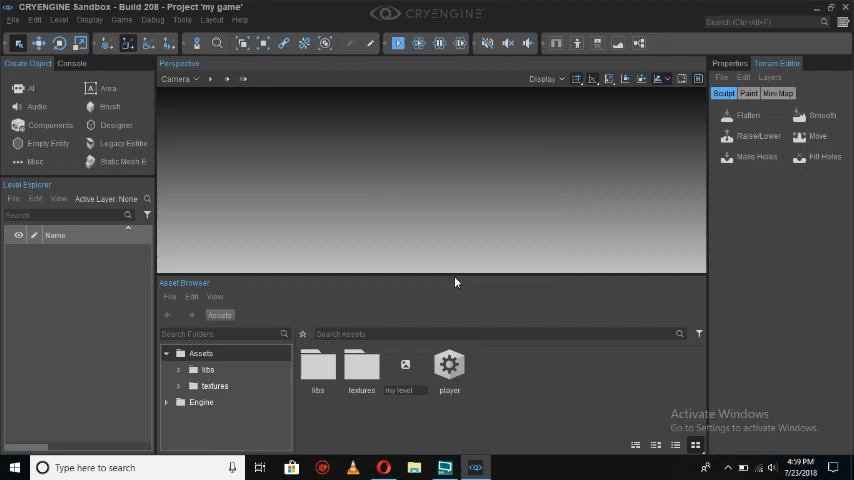 CRYENGINE Sandbox - Build 208 - Project 'my game'
File Edit Level Display Game Debug Tools Layout Help
CRYENGINE
Search (Ctrl+Alt+F)
Create Object Console
AI Area
Audio Brush
Components Designer
Empty Entity Legacy Entitie
Misc Static Mesh E
Level Explorer
File Edit View Active Layer: None
Search
Name
Perspective
Camera
Display
Asset Browser
File Edit View
Assets
Search Folders
Search Assets
Assets
libs
textures
Engine
libs textures my level player
Properties Terrain Editor
File Edit Layers
Sculpt Paint Mini Map
Flatten Smooth
Raise/Lower Move
Make Holes Fill Holes
Activate Windows
Go to Settings to activate Windows.
Type here to search
4:59 PM
7/23/2018